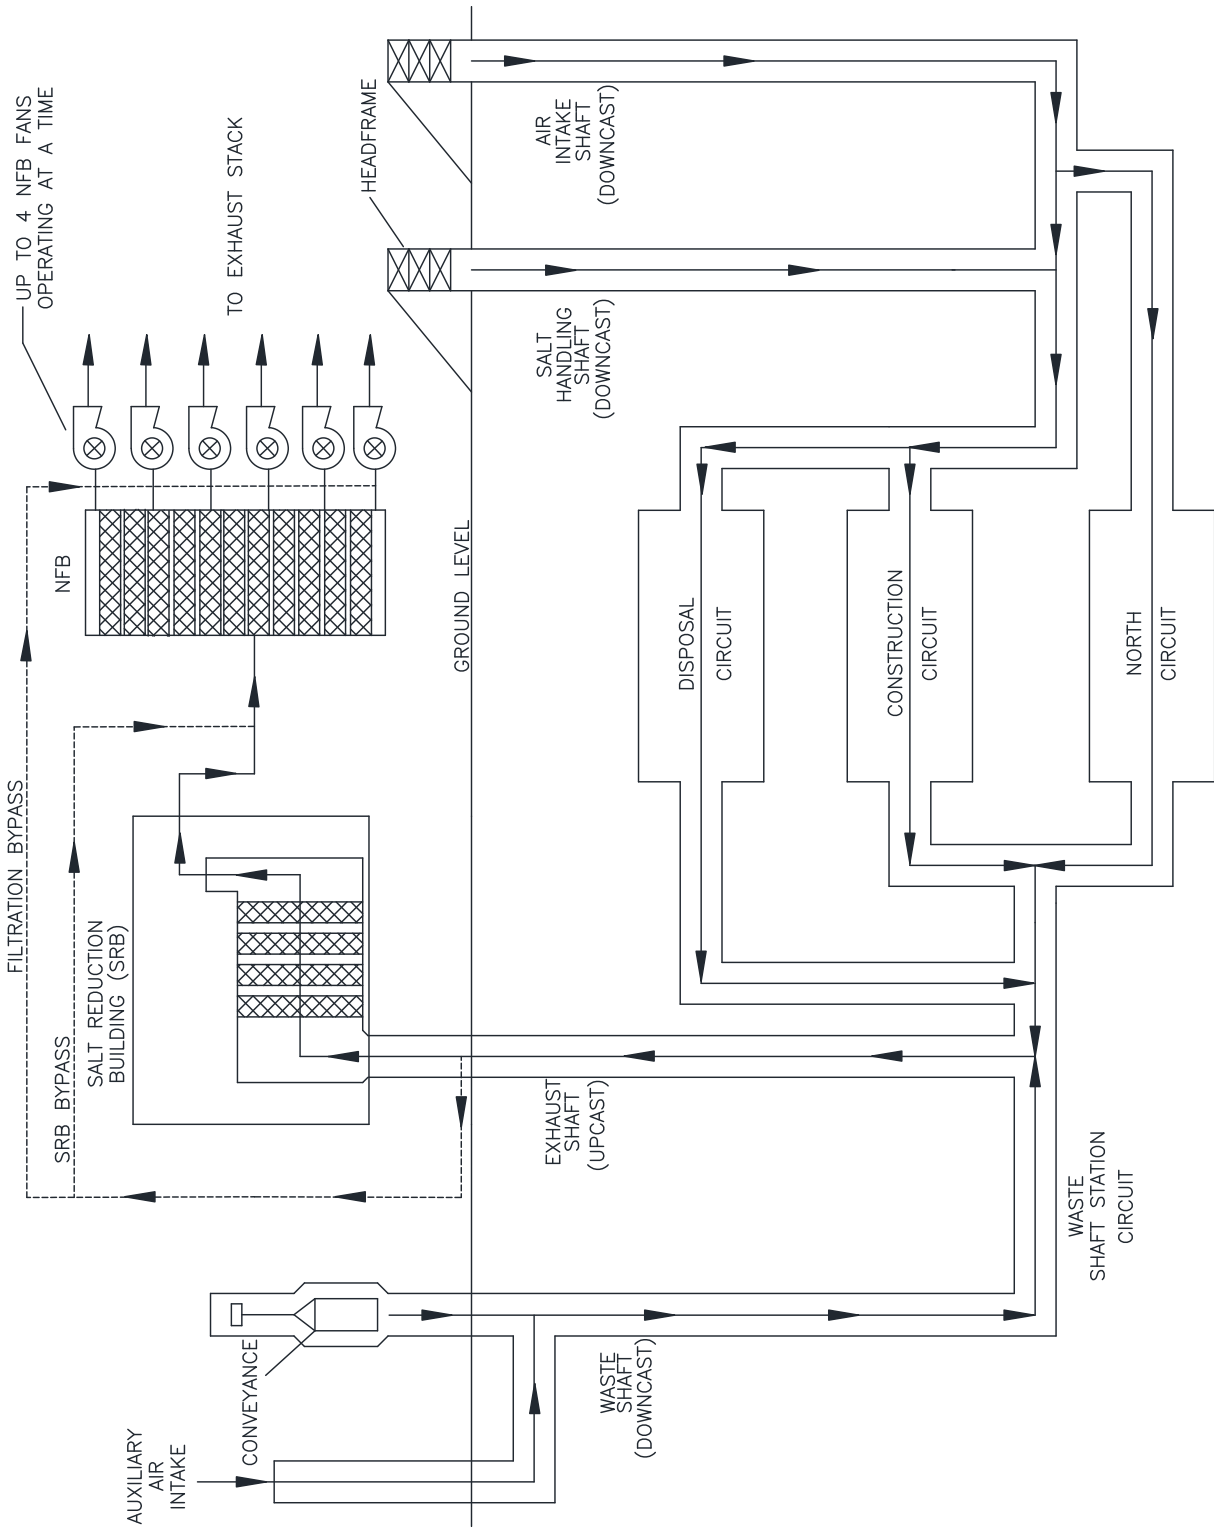 AUXILIARY
AIR
INTAKE
CONVEYANCE
WASTE
SHAFT
(DOWNCAST)
WASTE
SHAFT STATION
CIRCUIT
FILTRATION BYPASS
SRB BYPASS
SALT REDUCTION
BUILDING (SRB)
EXHAUST
SHAFT
(UPCAST)
NFB
GROUND LEVEL
DISPOSAL
CIRCUIT
CONSTRUCTION
CIRCUIT
NORTH
CIRCUIT
UP TO 4 NFB FANS
OPERATING AT A TIME
TO EXHAUST STACK
HEADFRAME
SALT
HANDLING
SHAFT
(DOWNCAST)
AIR
INTAKE
SHAFT
(DOWNCAST)